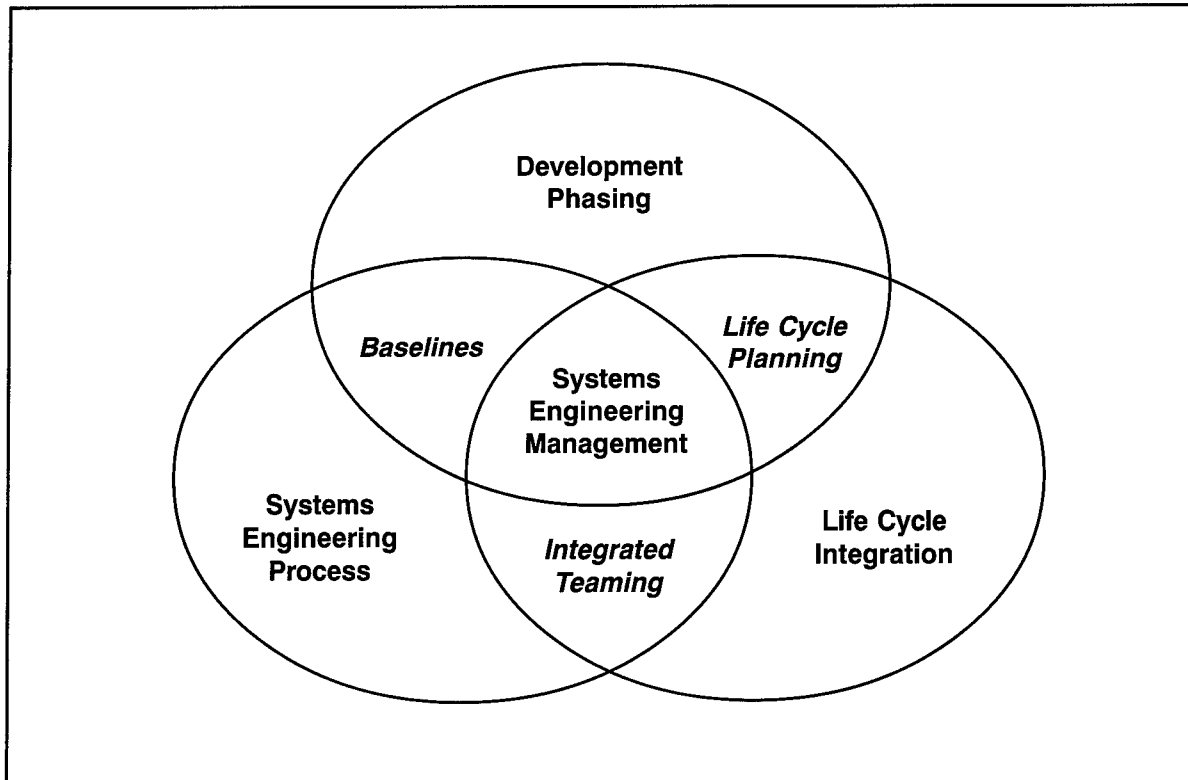 Development
Phasing
Baselines
Life Cycle
Planning
Systems
Engineering
Management
Systems
Engineering
Process
Integrated
Teaming
Life Cycle
Integration